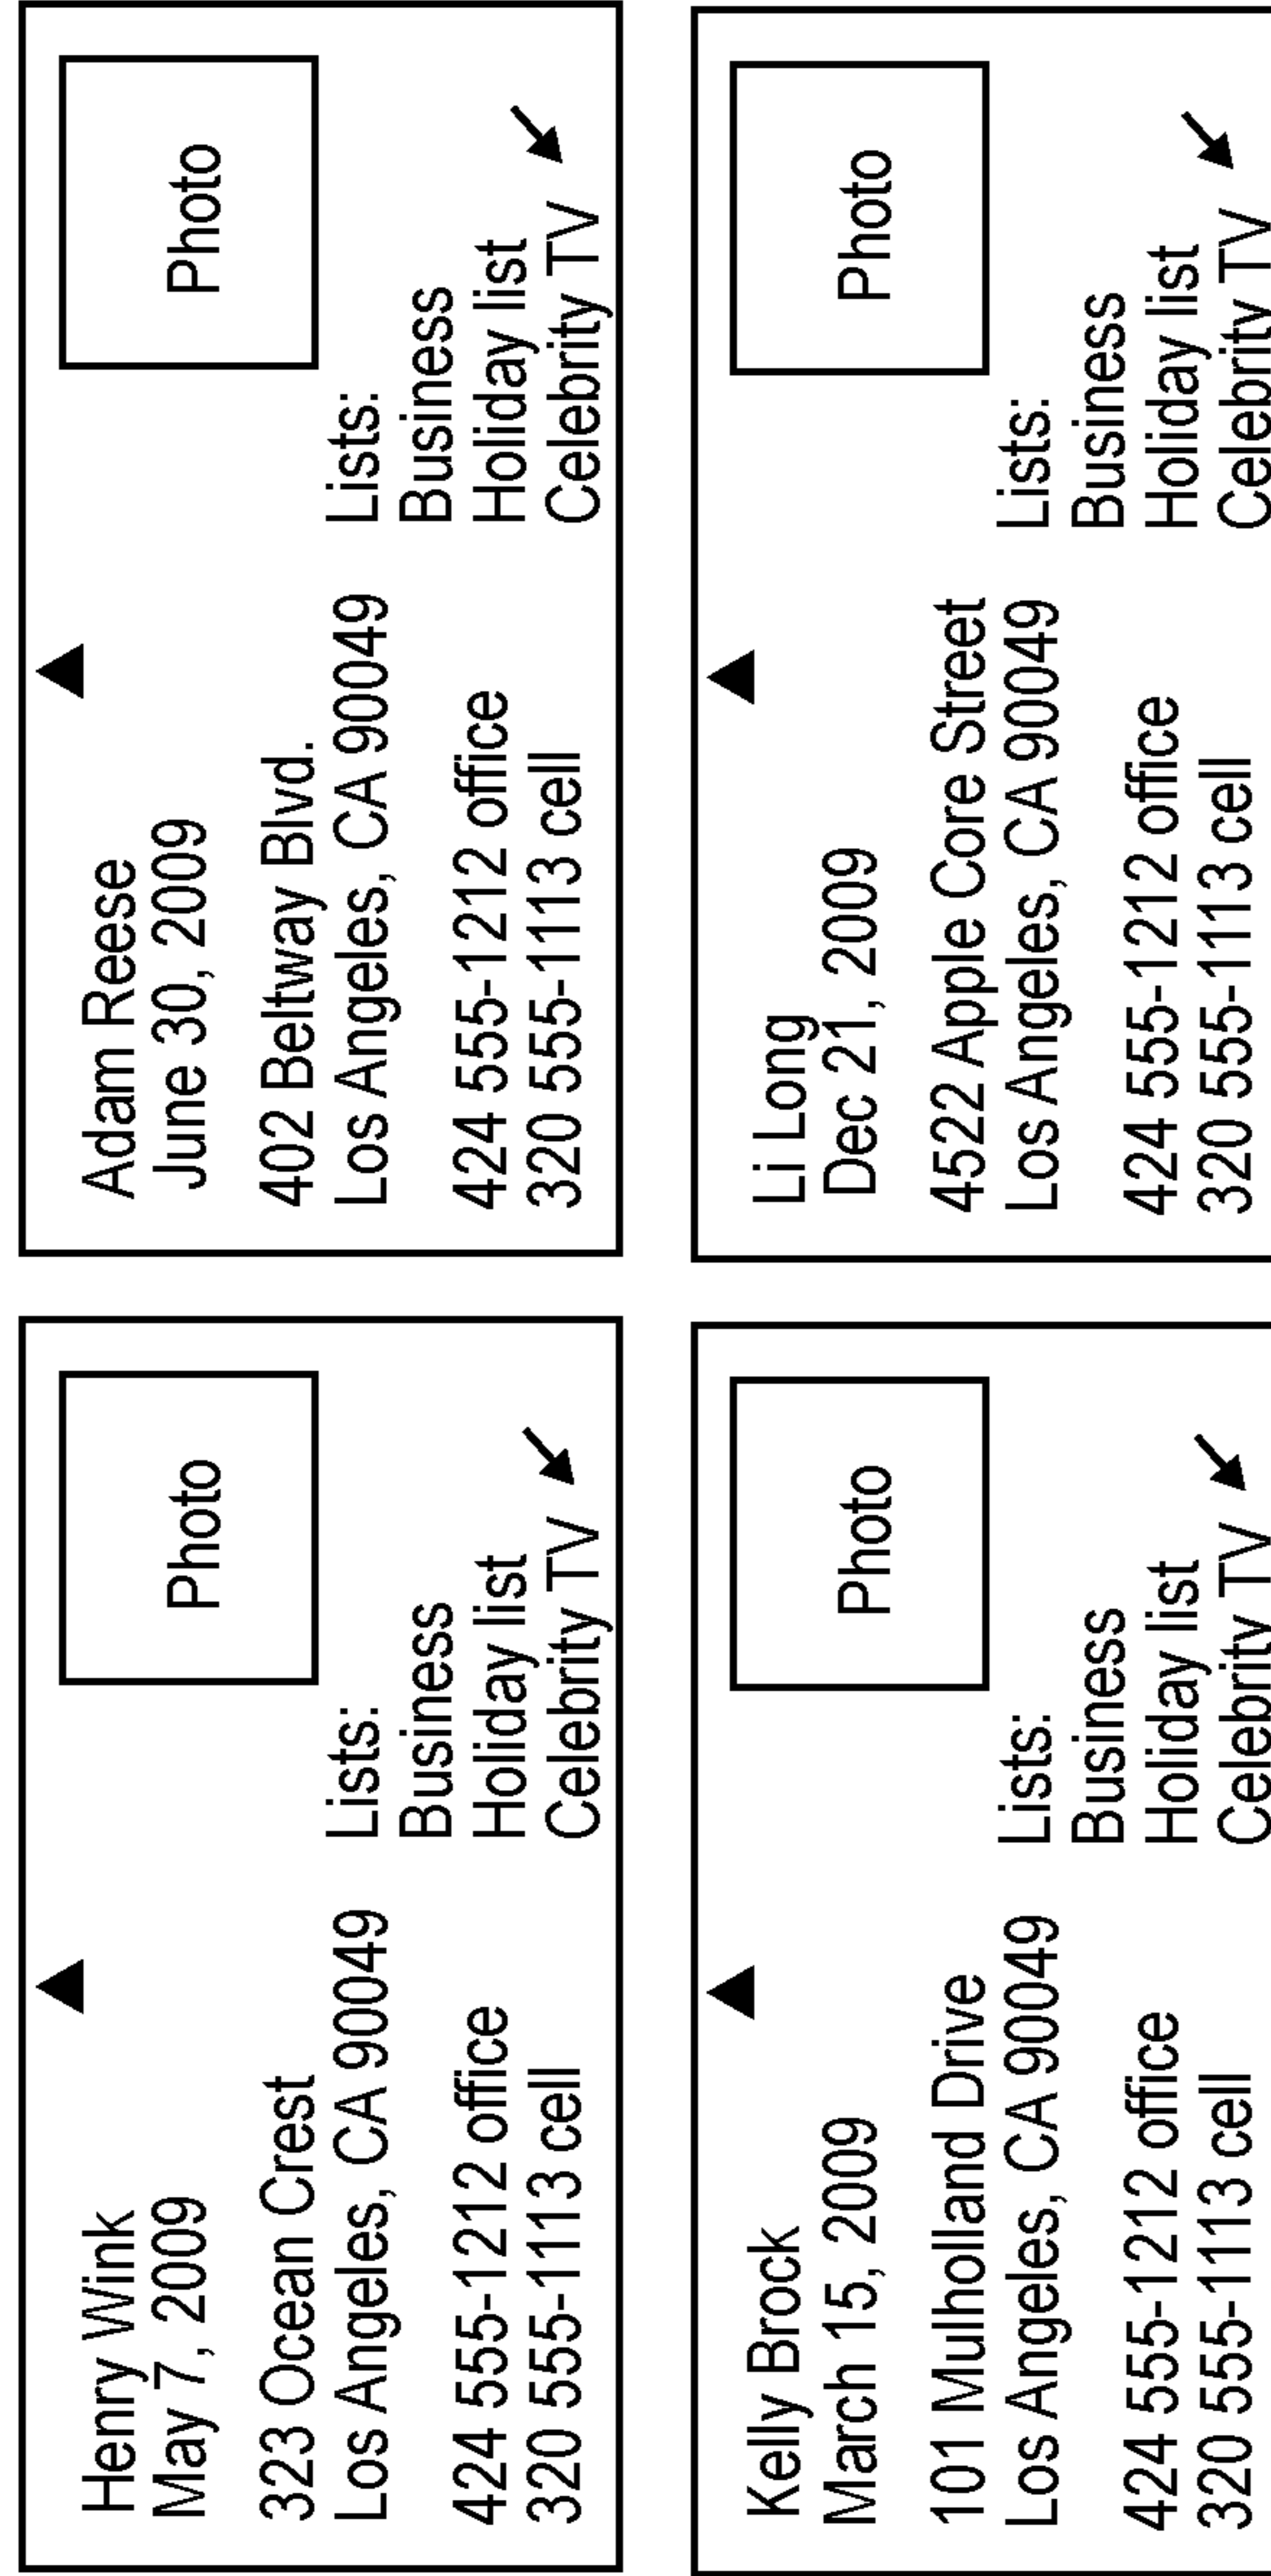 Henry Wink
May 7, 2009
323 Ocean Crest
Los Angeles, CA 90049
424 555-1212 office
320 555-1113 cell
Photo
Lists:
Business
Holiday list
Celebrity TV
Adam Reese
June 30, 2009
402 Beltway Blvd.
Los Angeles, CA 90049
424 555-1212 office
320 555-1113 cell
Photo
Lists:
Business
Holiday list
Celebrity TV
Kelly Brock
March 15, 2009
101 Mulholland Drive
Los Angeles, CA 90049
424 555-1212 office
320 555-1113 cell
Photo
Lists:
Business
Holiday list
Celebrity TV
Li Long
Dec 21, 2009
4522 Apple Core Street
Los Angeles, CA 90049
424 555-1212 office
320 555-1113 cell
Photo
Lists:
Business
Holiday list
Celebrity TV